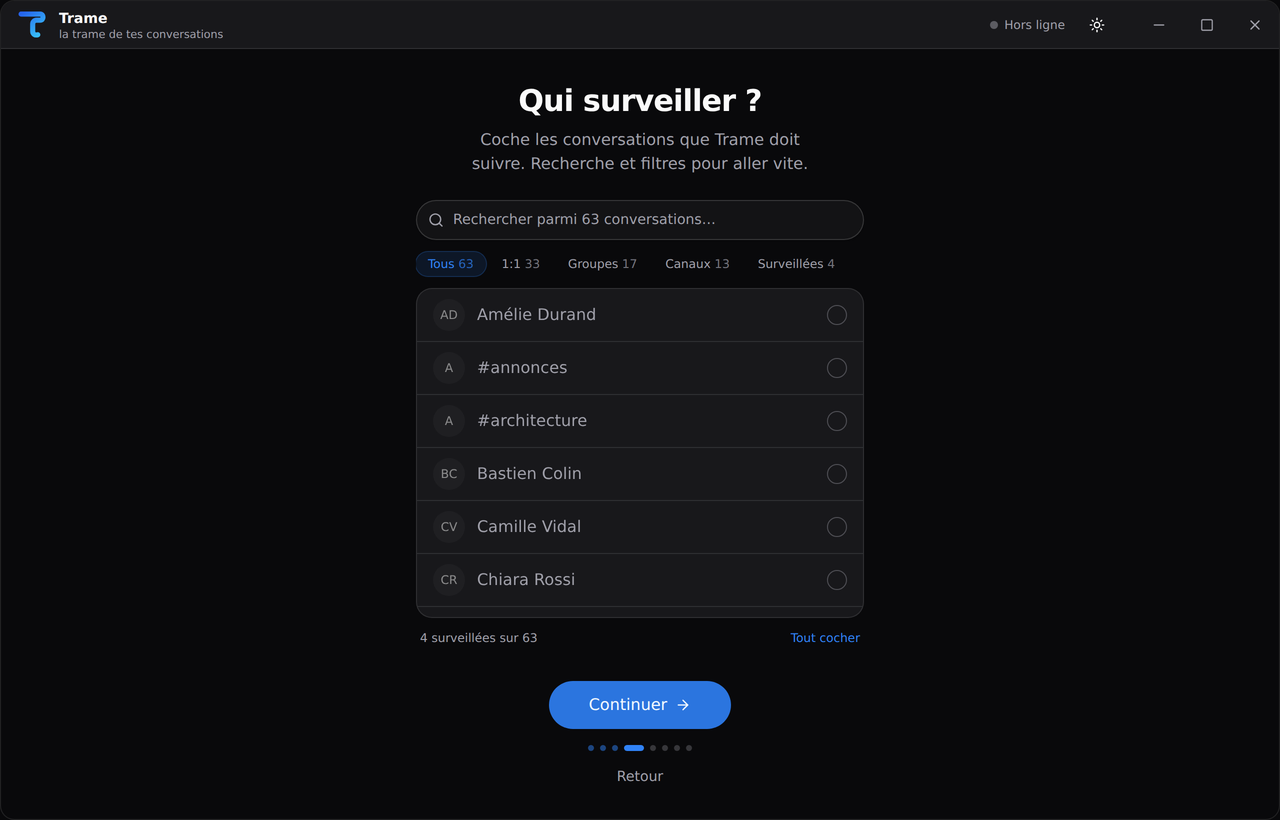 Trame
la trame de tes conversations
Hors ligne
Qui surveiller ?
Coche les conversations que Trame doit
suivre. Recherche et filtres pour aller vite.
Rechercher parmi 63 conversations…
Tous 63 1:1 33 Groupes 17 Canaux 13 Surveillées 4
AD Amélie Durand
A #annonces
A #architecture
BC Bastien Colin
CV Camille Vidal
CR Chiara Rossi
4 surveillées sur 63 Tout cocher
Continuer →
Retour